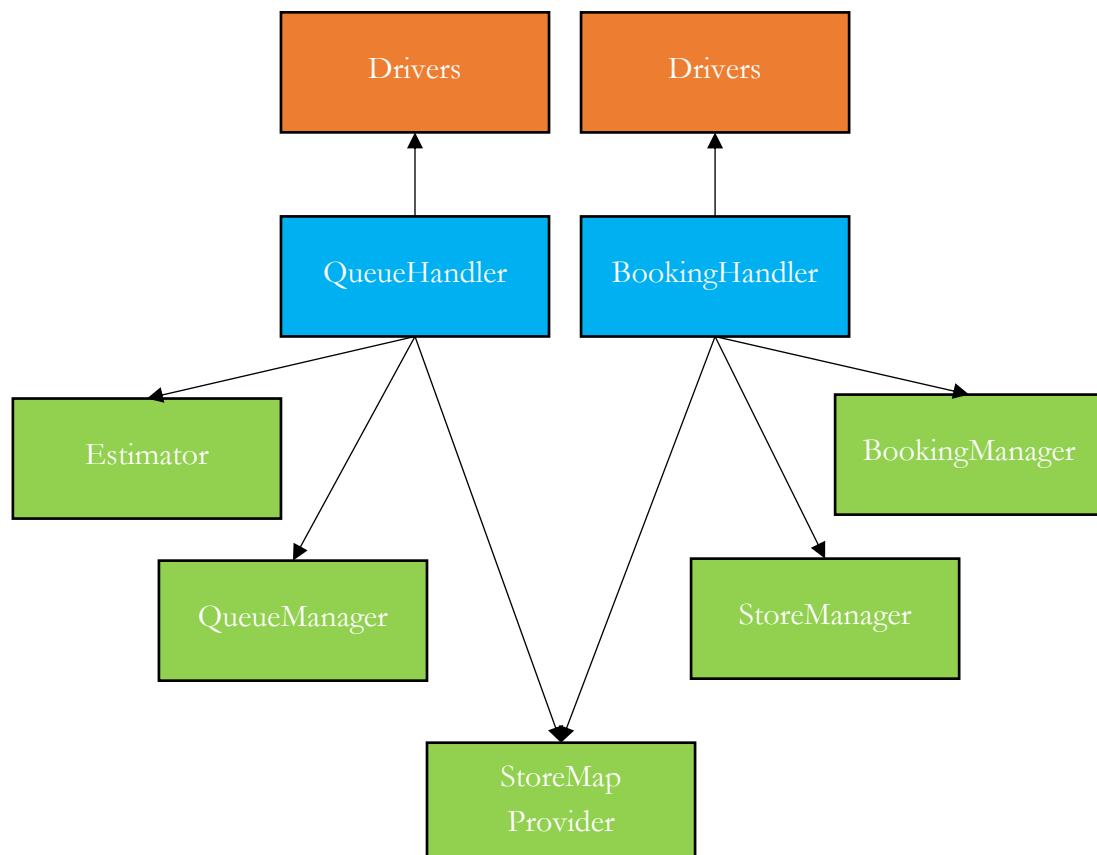 Drivers
Drivers
QueueHandler
BookingHandler
Estimator
BookingManager
QueueManager
StoreManager
StoreMap
Provider